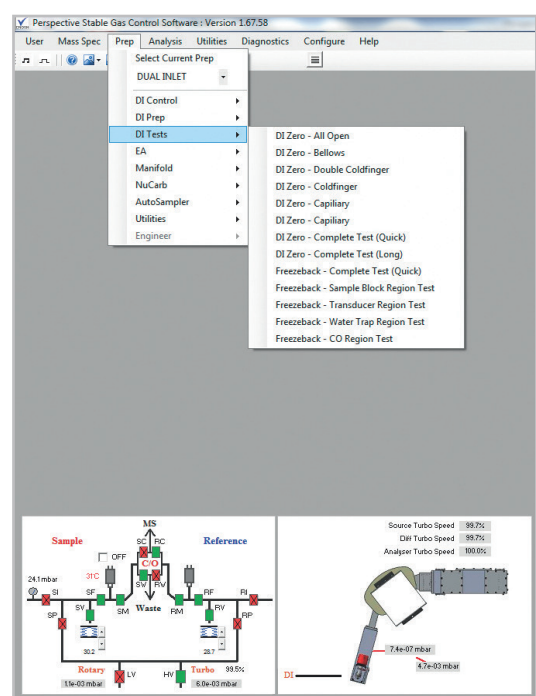 Perspective Stable Gas Control Software : Version 1.67.58
User Mass Spec Prep Analysis Utilities Diagnostics Configure Help
Select Current Prep
DUAL INLET
DI Control
DI Prep
DI Tests
EA
Manifold
NuCarb
AutoSampler
Utilities
Engineer
DI Zero - All Open
DI Zero - Bellows
DI Zero - Double Coldfinger
DI Zero - Coldfinger
DI Zero - Capiliary
DI Zero - Capiliary
DI Zero - Complete Test (Quick)
DI Zero - Complete Test (Long)
Freezeback - Complete Test (Quick)
Freezeback - Sample Block Region Test
Freezeback - Transducer Region Test
Freezeback - Water Trap Region Test
Freezeback - CO Region Test
MS
Sample SC RC Reference
OFF C/O
24.1 mbar 31°C SW RV
SI SF SM Waste RM RF RI
SP SV RV RP
30.2 28.7
Rotary LV HV Turbo 99.5%
1.1e-03 mbar 6.0e-03 mbar
Source Turbo Speed 99.7%
Diff Turbo Speed 99.7%
Analyser Turbo Speed 100.0%
7.4e-07 mbar
4.7e-03 mbar
DI